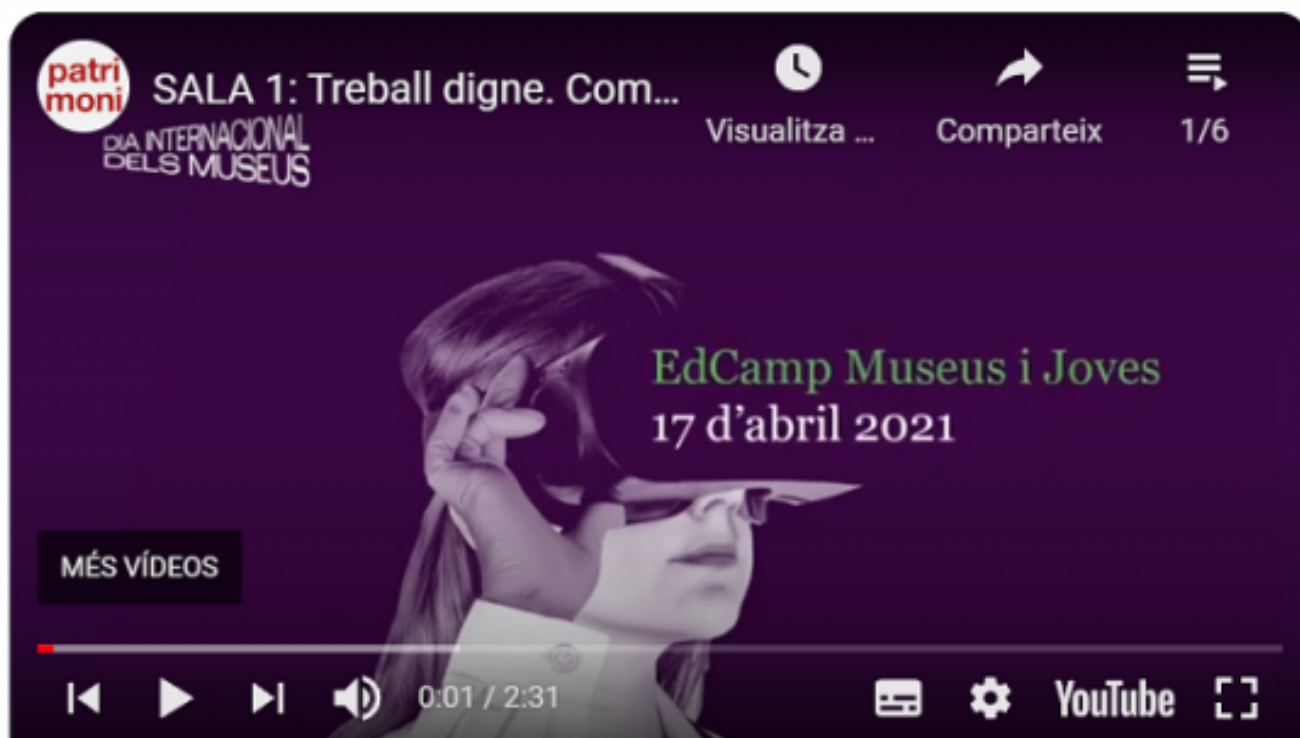 patri
moni
SALA 1: Treball digne. Com...
Visualitza ...
Comparteix
1/6
DIA INTERNACIONAL
DELS MUSEUS
EdCamp Museus i Joves
17 d'abril 2021
MÉS VÍDEOS
0:01 / 2:31
YouTube